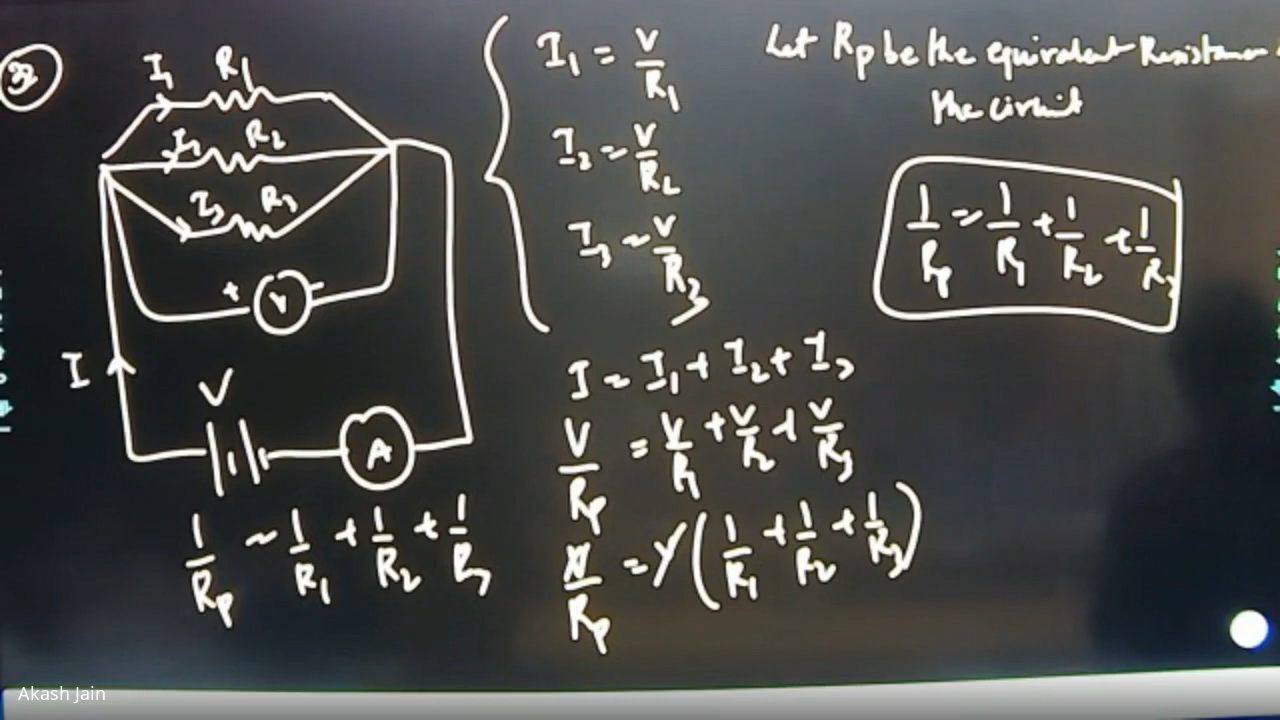 32
I₁ R₁
I₂ R₂
I₃ R₃
+ V -
I
V
A
1/Rp = 1/R₁ + 1/R₂ + 1/R₃
I₁ = V/R₁
I₂ = V/R₂
I₃ = V/R₃
I = I₁ + I₂ + I₃
V/Rp = V/R₁ + V/R₂ + V/R₃
V/Rp = V(1/R₁ + 1/R₂ + 1/R₃)
Let Rp be the equivalent Resistance
the circuit
1/Rp = 1/R₁ + 1/R₂ + 1/R₃
Akash Jain